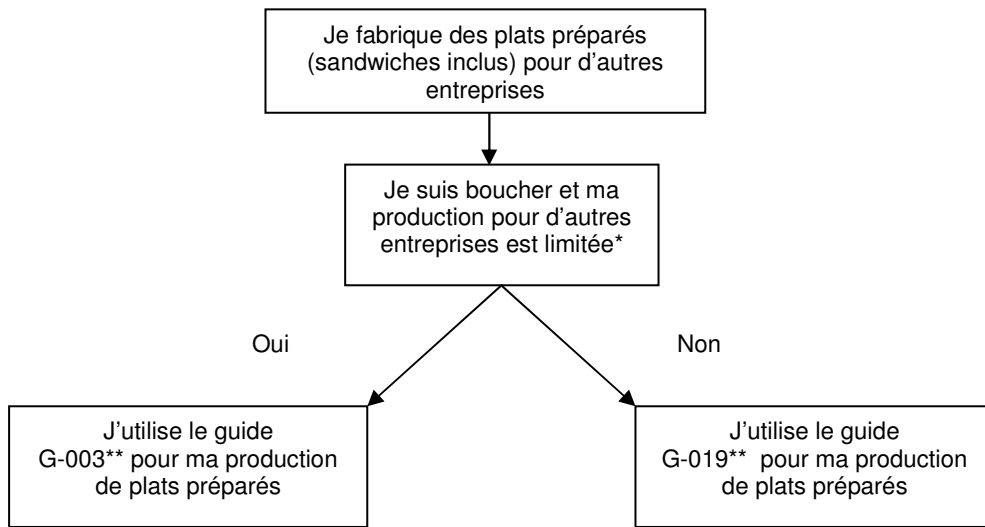 Je fabrique des plats préparés
(sandwiches inclus) pour d'autres
entreprises
Je suis boucher et ma
production pour d'autres
entreprises est limitée*
Oui
Non
J'utilise le guide
G-003** pour ma production
de plats préparés
J'utilise le guide
G-019** pour ma production
de plats préparés